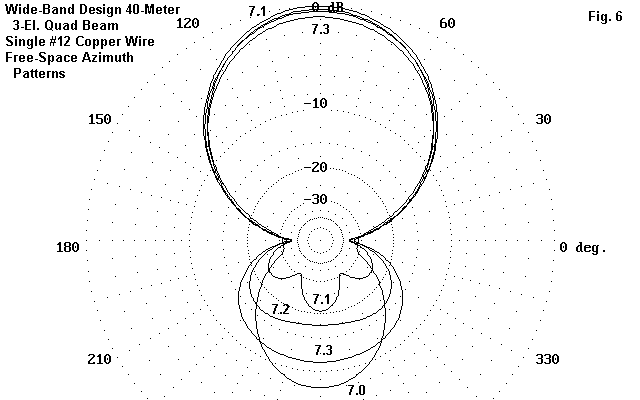 Wide-Band Design 40-Meter
3-El. Quad Beam
Single #12 Copper Wire
Free-Space Azimuth
Patterns
Fig. 6
7.1
0 dB
7.3
120
60
-10
150
30
-20
-30
180
0 deg.
7.1
7.2
7.3
210
330
7.0